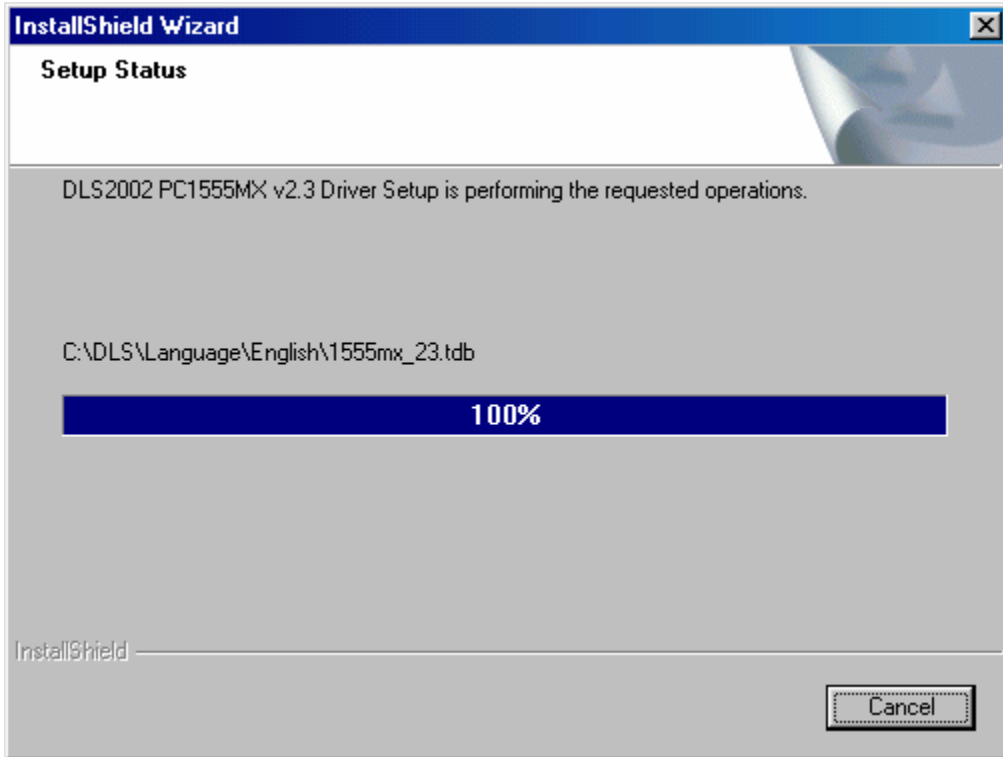 InstallShield Wizard
Setup Status
DLS2002 PC1555MX v2.3 Driver Setup is performing the requested operations.
C:\DLS\Language\English\1555mx_23.tdb
100%
InstallShield
Cancel